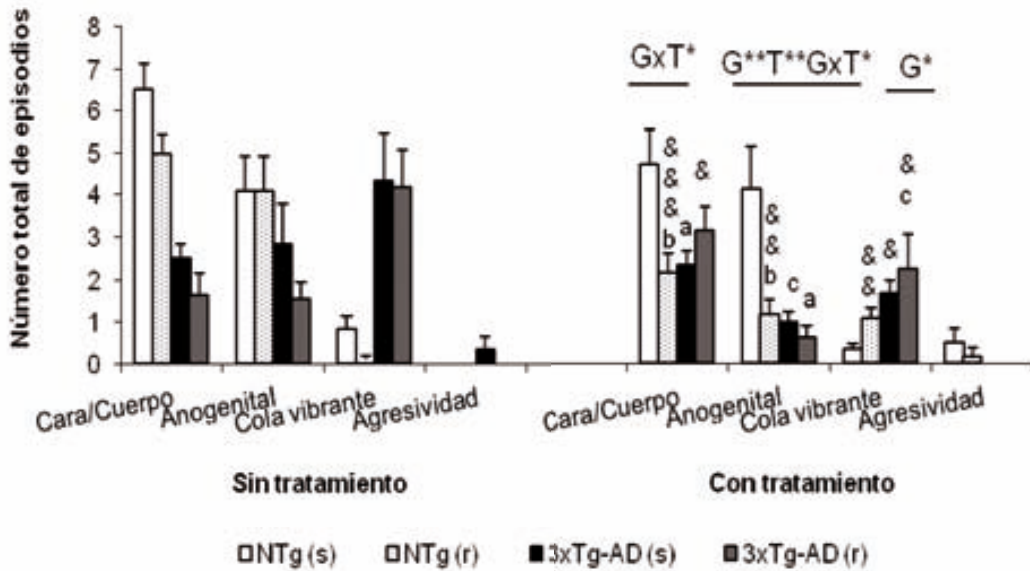 Número total de episodios
8
7
6
5
4
3
2
1
0
GxT* G**T**GxT* G*
& & & b a &
& & b c a
& & & & c
Cara/Cuerpo Anogenital Cola vibrante Agresividad
Cara/Cuerpo Anogenital Cola vibrante Agresividad
Sin tratamiento Con tratamiento
NTg (s) NTg (r) 3xTg-AD (s) 3xTg-AD (r)